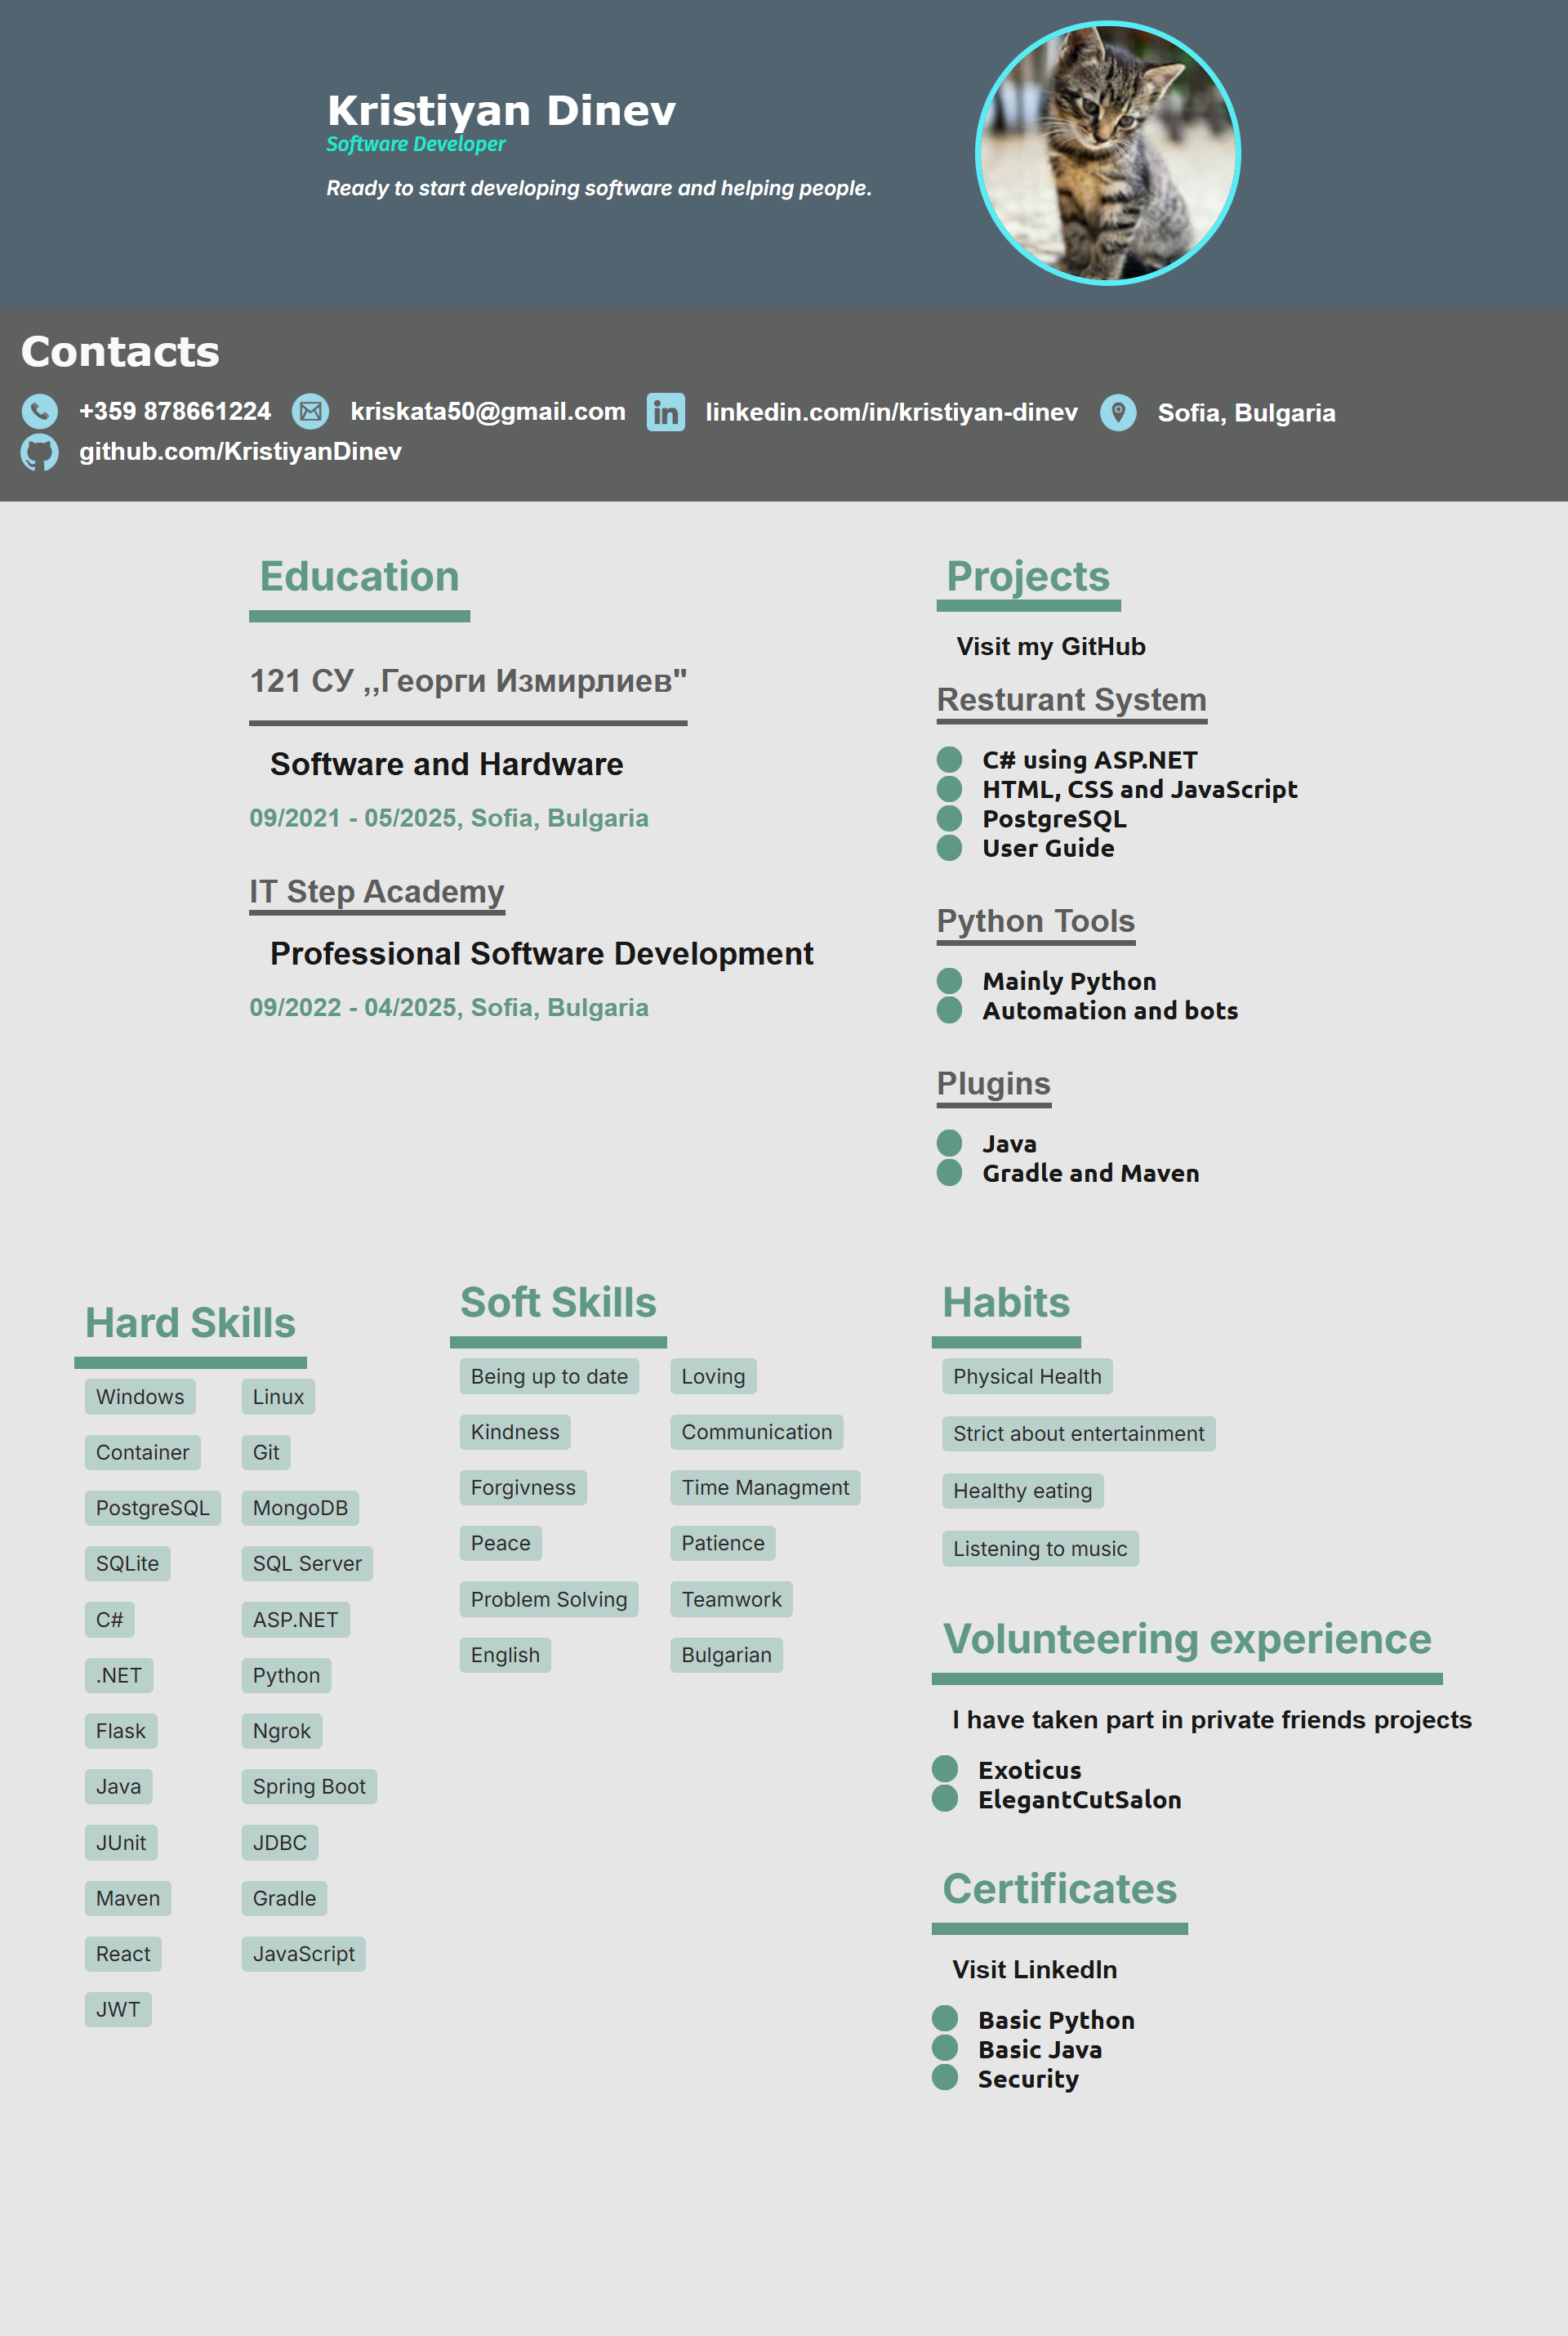 Kristiyan Dinev
Software Developer
Ready to start developing software and helping people.
Contacts
+359 878661224 kriskata50@gmail.com linkedin.com/in/kristiyan-dinev Sofia, Bulgaria
github.com/KristiyanDinev
Education
121 СУ ,,Георги Измирлиев"
Software and Hardware
09/2021 - 05/2025, Sofia, Bulgaria
IT Step Academy
Professional Software Development
09/2022 - 04/2025, Sofia, Bulgaria
Projects
Visit my GitHub
Resturant System
C# using ASP.NET
HTML, CSS and JavaScript
PostgreSQL
User Guide
Python Tools
Mainly Python
Automation and bots
Plugins
Java
Gradle and Maven
Hard Skills
Windows Linux
Container Git
PostgreSQL MongoDB
SQLite SQL Server
C# ASP.NET
.NET Python
Flask Ngrok
Java Spring Boot
JUnit JDBC
Maven Gradle
React JavaScript
JWT
Soft Skills
Being up to date Loving
Kindness Communication
Forgivness Time Managment
Peace Patience
Problem Solving Teamwork
English Bulgarian
Habits
Physical Health
Strict about entertainment
Healthy eating
Listening to music
Volunteering experience
I have taken part in private friends projects
Exoticus
ElegantCutSalon
Certificates
Visit LinkedIn
Basic Python
Basic Java
Security